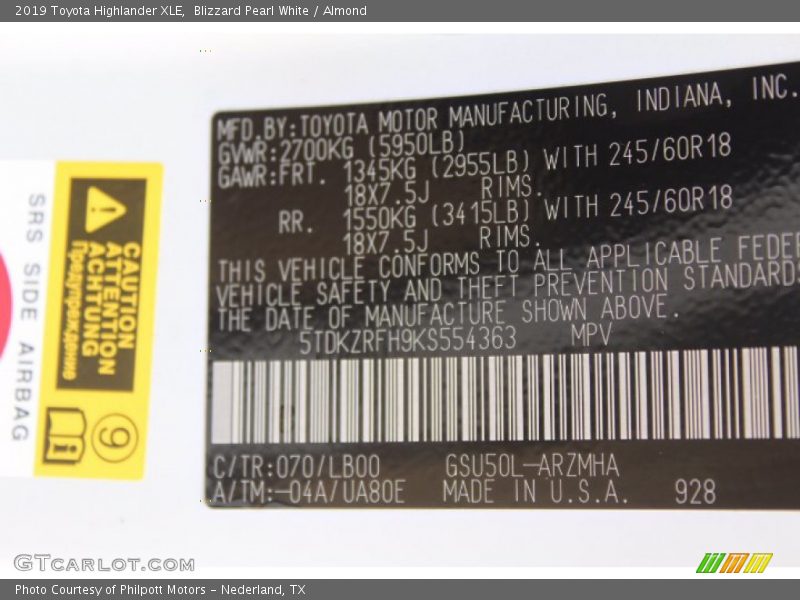 2019 Toyota Highlander XLE,  Blizzard Pearl White / Almond
MFD.BY:TOYOTA MOTOR MANUFACTURING, INDIANA, INC.
GVWR:2700KG (5950LB)
GAWR:FRT. 1345KG (2955LB) WITH 245/60R18
18X7.5J RIMS.
RR. 1550KG (3415LB) WITH 245/60R18
18X7.5J RIMS.
THIS VEHICLE CONFORMS TO ALL APPLICABLE FEDER
VEHICLE SAFETY AND THEFT PREVENTION STANDARDS
THE DATE OF MANUFACTURE SHOWN ABOVE.
5TDKZRFH9KS554363 MPV
C/TR:070/LB00 GSU50L-ARZMHA
A/TM:-04A/UA80E MADE IN U.S.A. 928
SRS SIDE AIRBAG
CAUTION
ATTENTION
ACHTUNG
Предупреждение
9
GTCARLOT.COM
Photo Courtesy of Philpott Motors - Nederland, TX